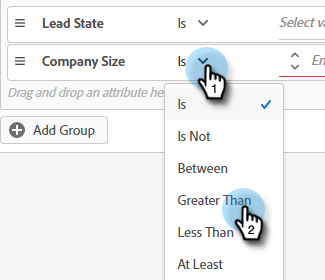 Lead State Is Select va
Company Size Is En
1
Drag and drop an attribute he
Is
Add Group
Is Not
Between
Greater Than
2
Less Than
At Least